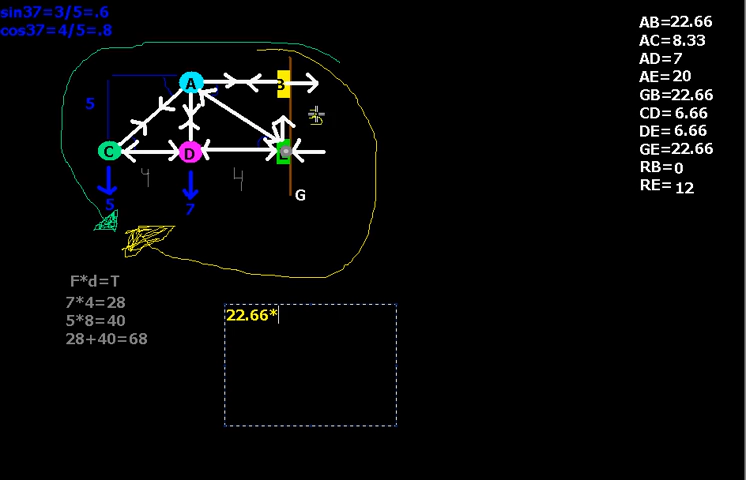 sin37=3/5=.6
cos37=4/5=.8
AB=22.66
AC=8.33
AD=7
AE=20
GB=22.66
CD=6.66
DE=6.66
GE=22.66
RB=0
RE=12
A
B
5
C
D
4
4
5
7
G
F*d=T
7*4=28
5*8=40
28+40=68
22.66*